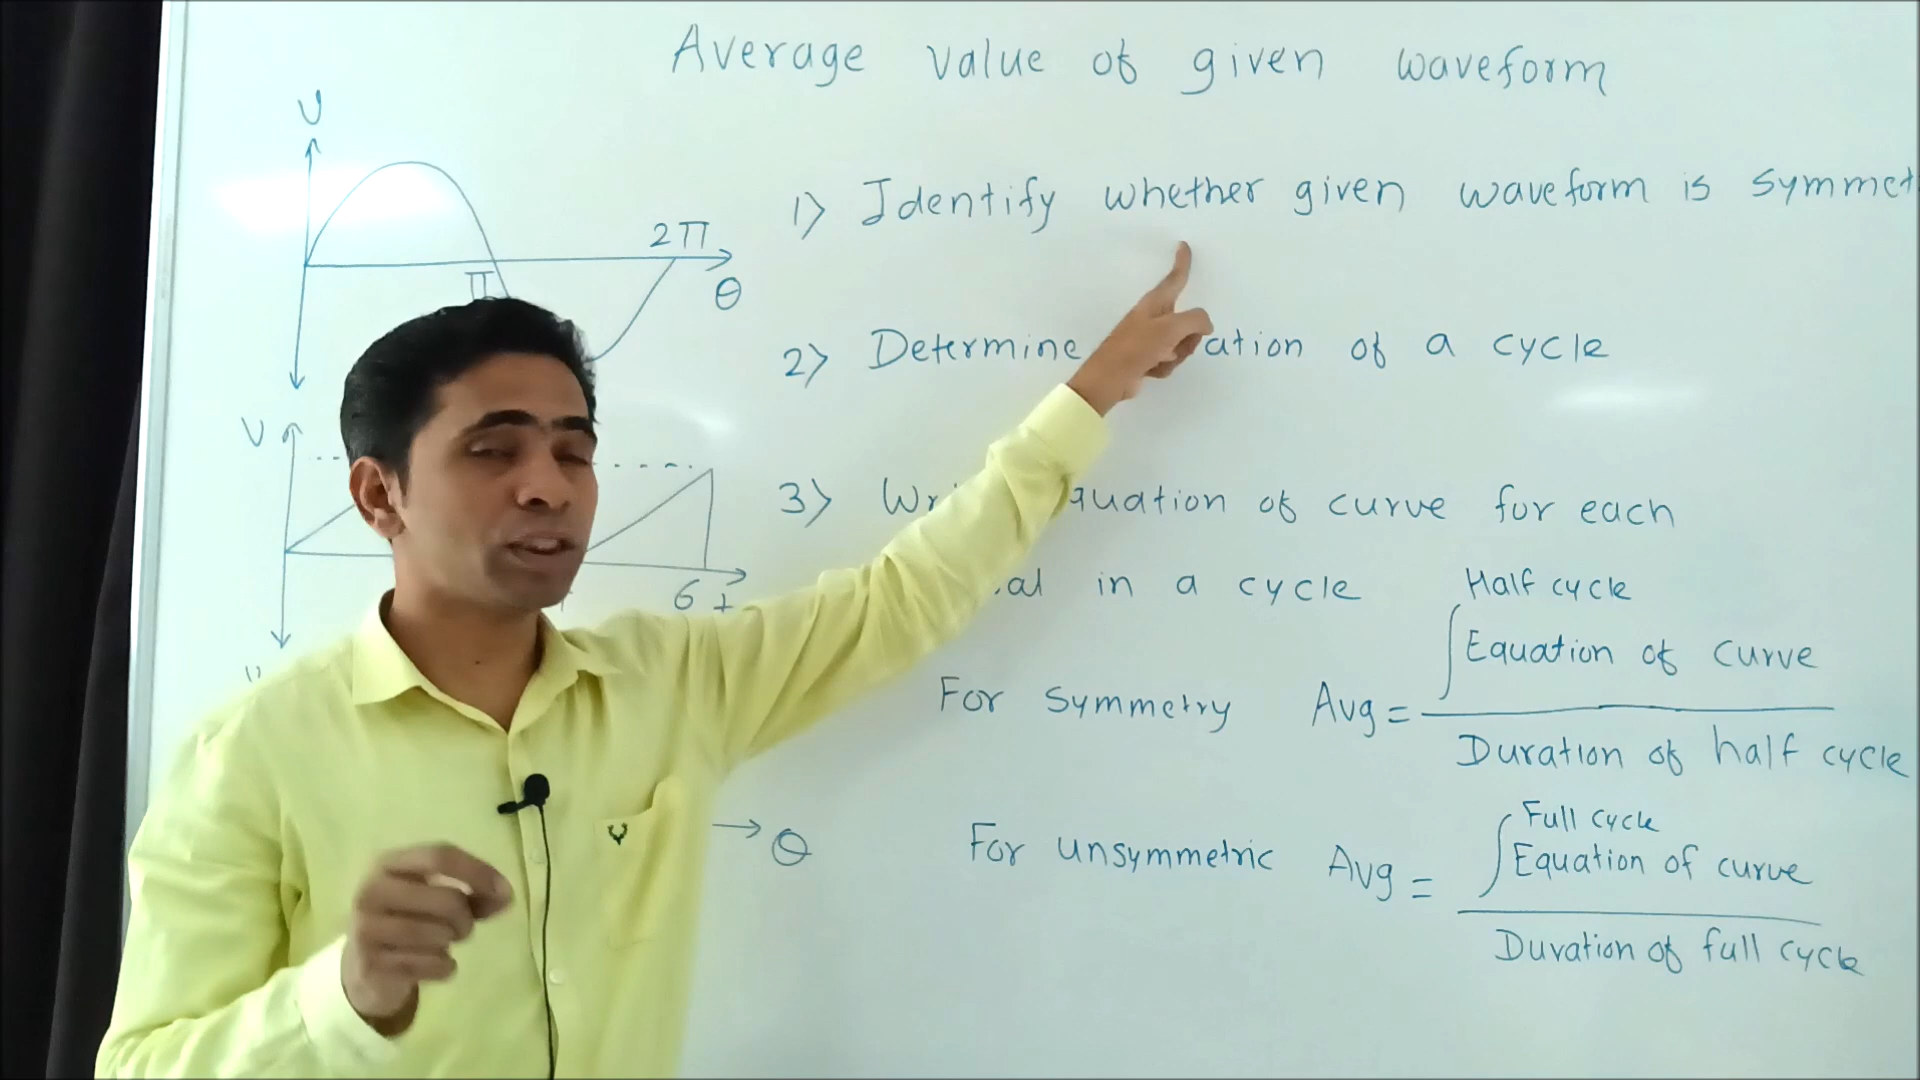 Average value of given waveform
U
2π
π
θ
1) Identify whether given waveform is symmet
2) Determine ation of a cycle
V
6 t
3) quation of curve for each
in a cycle
Half cycle
∫ Equation of curve
For symmetry Avg =
Duration of half cycle
θ
Full cycle
∫ Equation of curve
For unsymmetric Avg =
Duration of full cycle